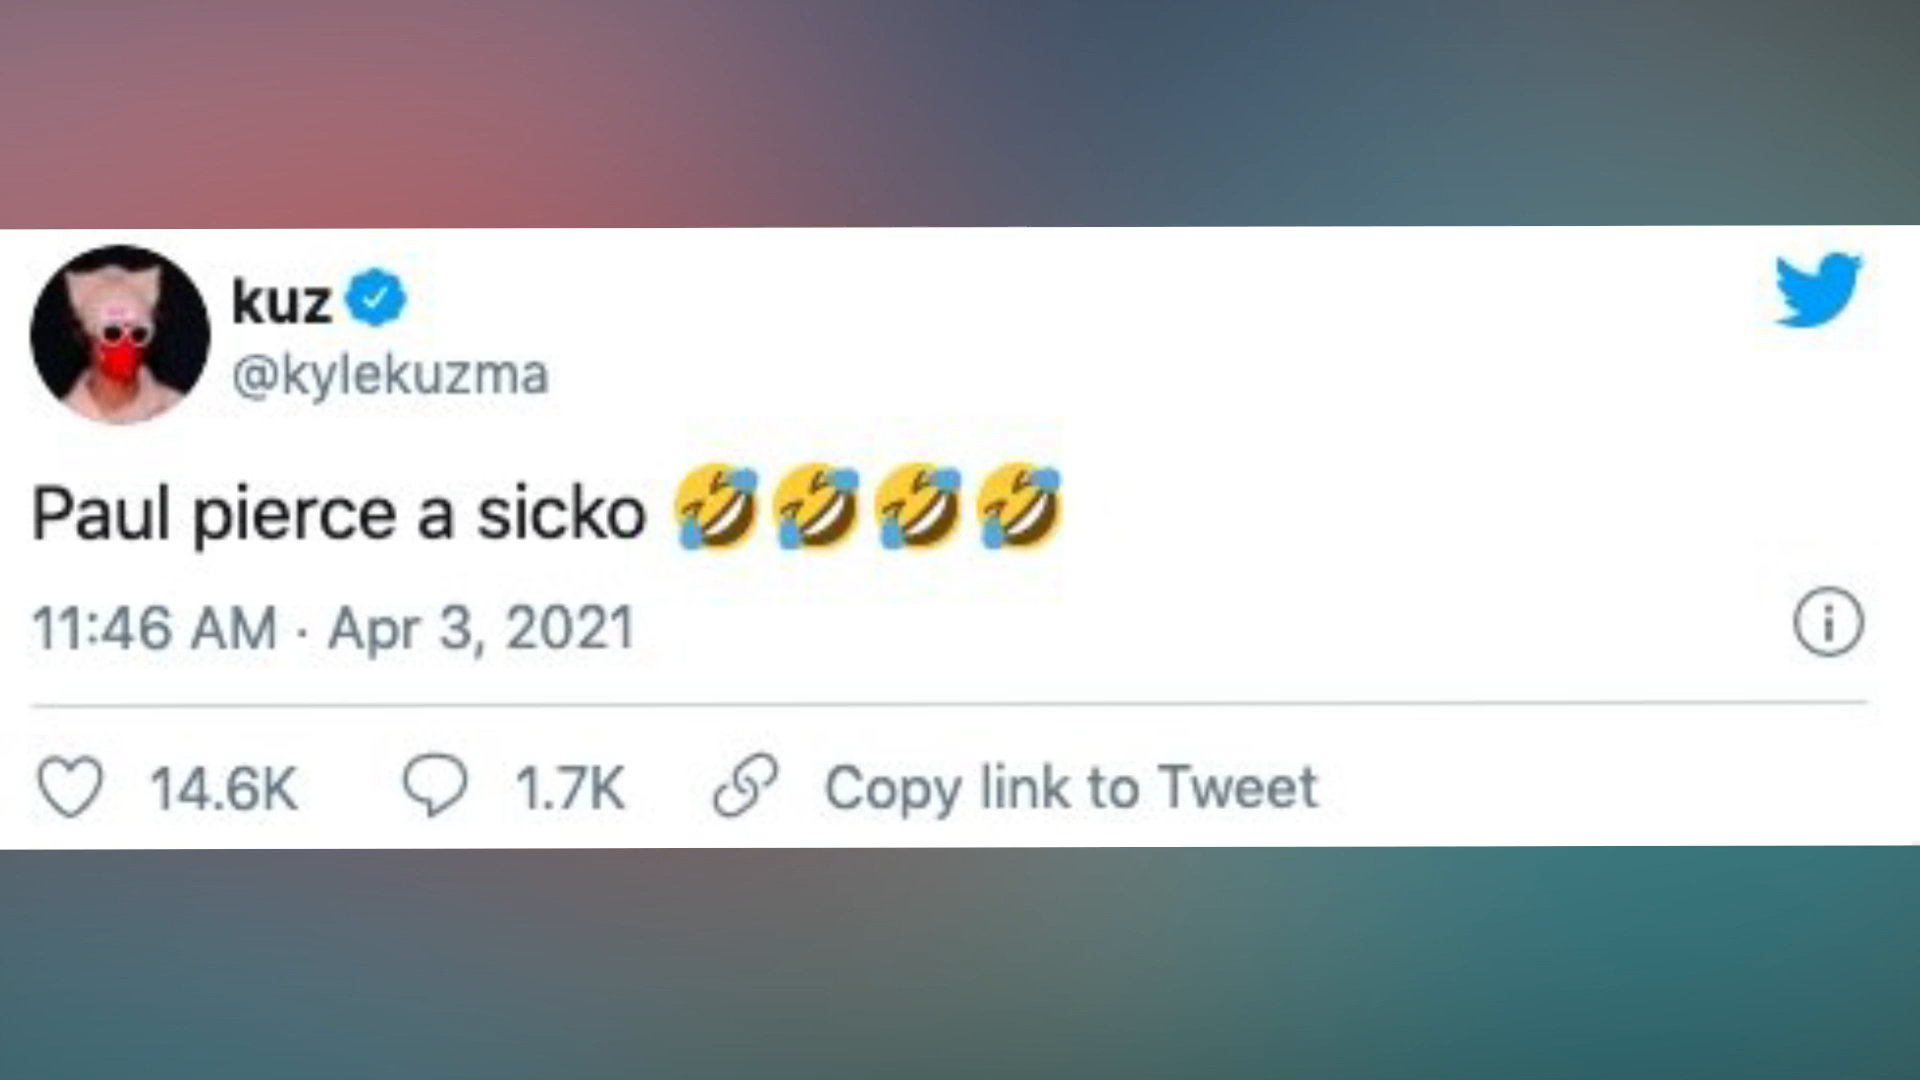 kuz
@kylekuzma
Paul pierce a sicko 🤣🤣🤣🤣
11:46 AM · Apr 3, 2021
14.6K 1.7K Copy link to Tweet